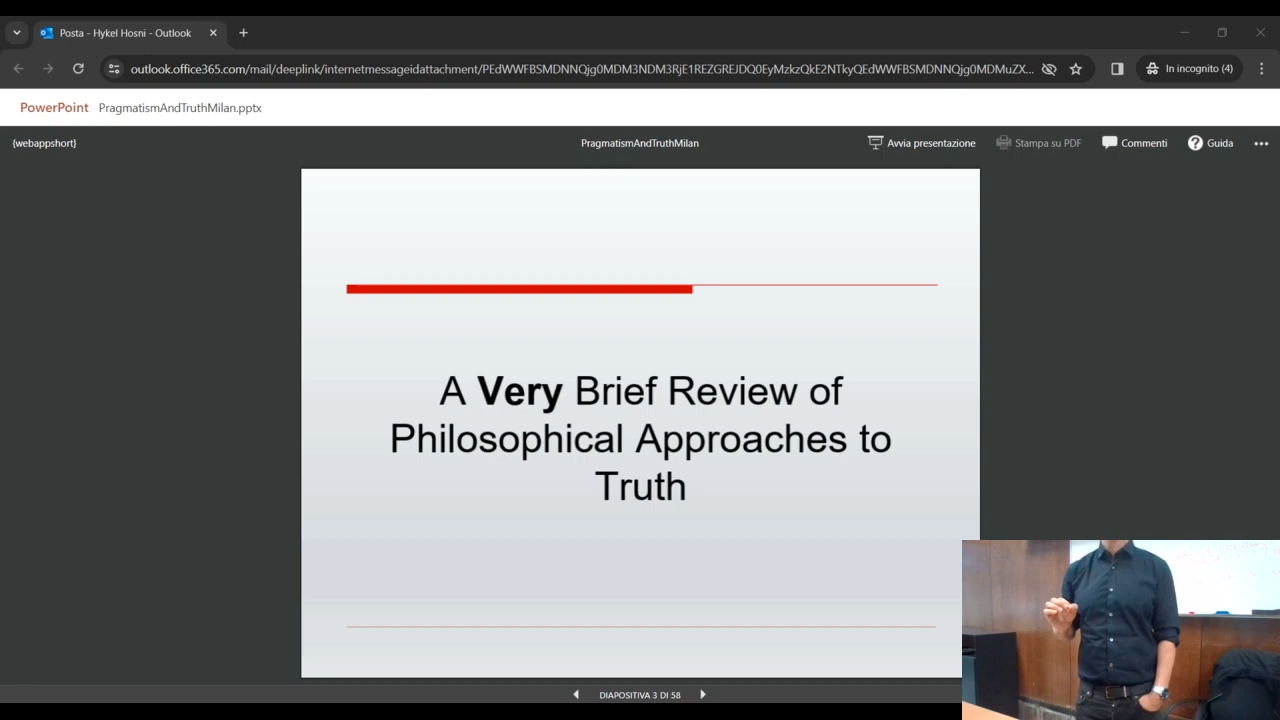 Posta - Hykel Hosni - Outlook
outlook.office365.com/mail/deeplink/internetmessageidattachment/PEdWWFBSMDNNQjg0MDM3NDM3RjE1REZGREJDQ0EyMzkzQkE2NTkyQEdWWFBSMDNNQjg0MDMuZX...
In incognito (4)
PowerPoint PragmatismAndTruthMilan.pptx
{webappshort}
PragmatismAndTruthMilan
Avvia presentazione
Stampa su PDF
Commenti
Guida
A Very Brief Review of
Philosophical Approaches to
Truth
DIAPOSITIVA 3 DI 58